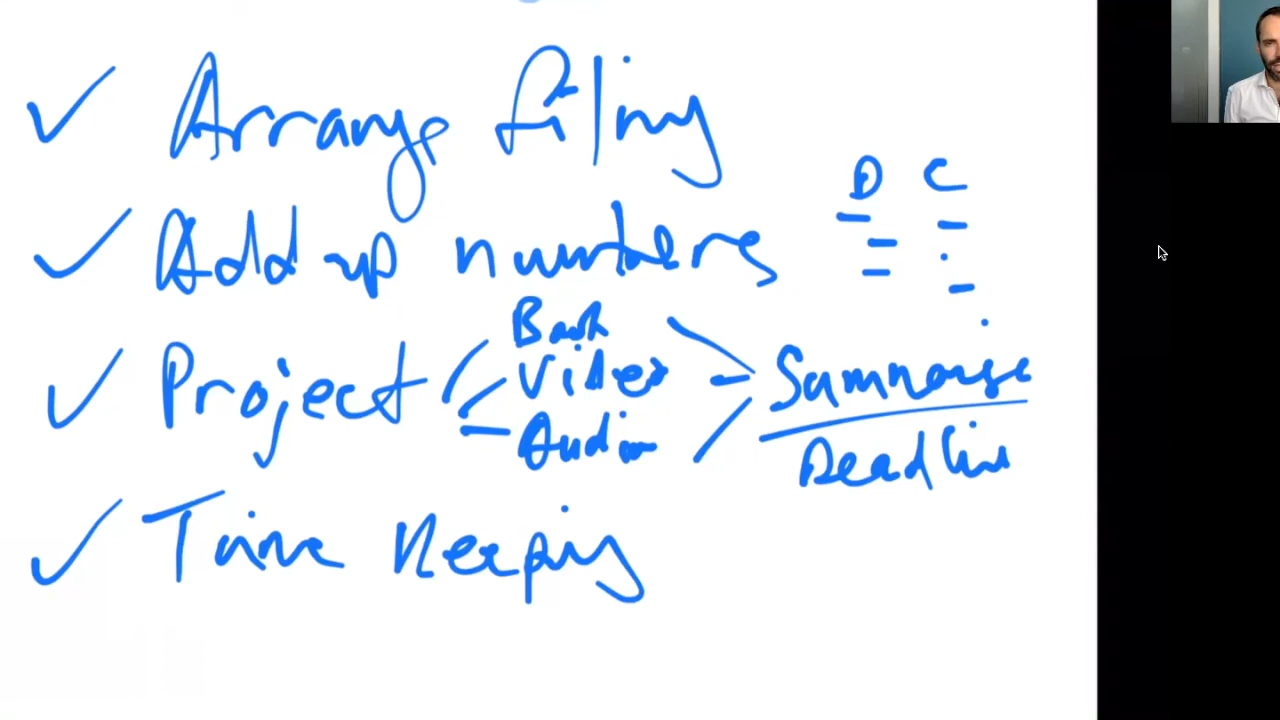 ✓ Arrange filing
✓ Add up numbers
D C
✓ Project
Book
Video
Audio
Summarise
Deadline
✓ Time Keeping